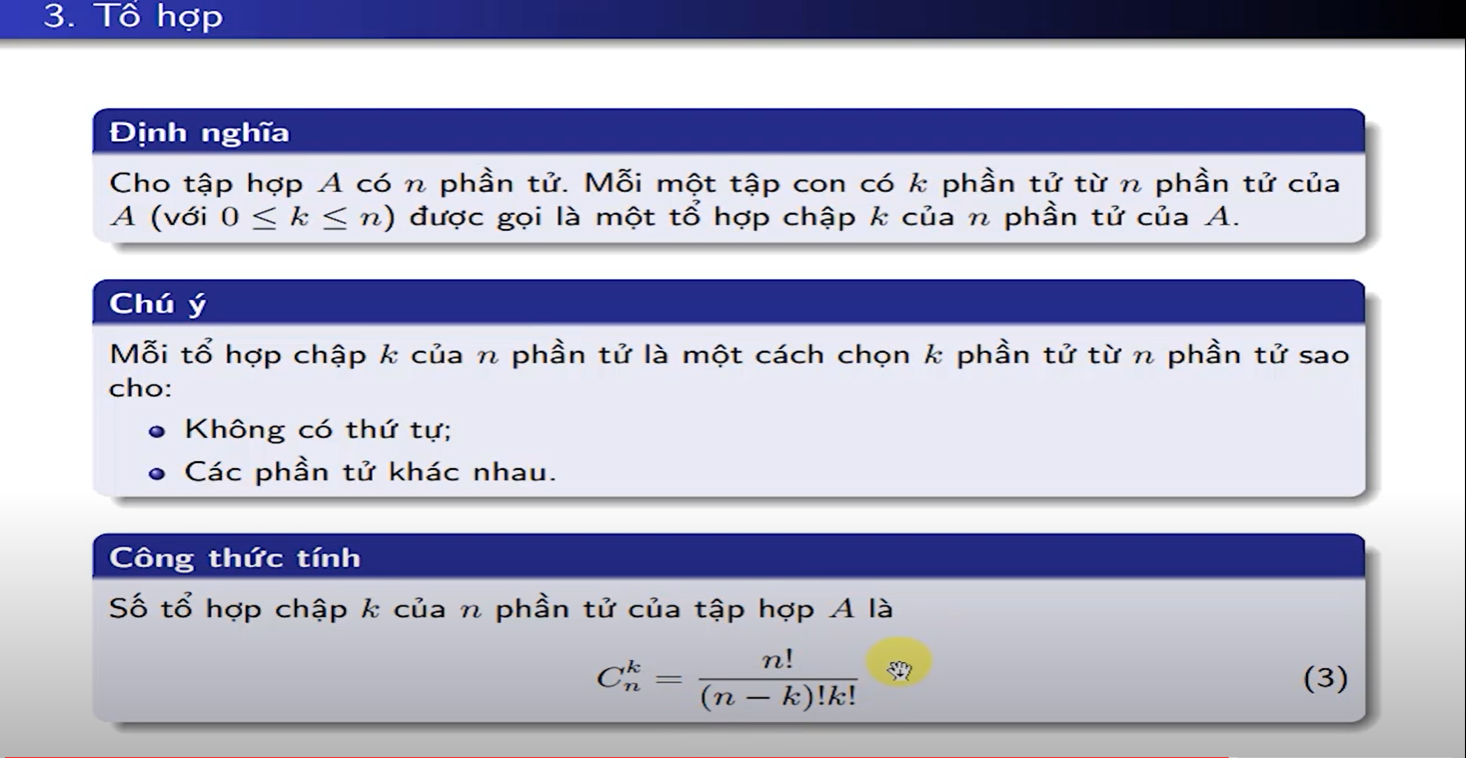 3. Tổ hợp
Định nghĩa
Cho tập hợp A có n phần tử. Mỗi một tập con có k phần tử từ n phần tử của
A (với 0 ≤ k ≤ n) được gọi là một tổ hợp chập k của n phần tử của A.
Chú ý
Mỗi tổ hợp chập k của n phần tử là một cách chọn k phần tử từ n phần tử sao
cho:
Không có thứ tự;
Các phần tử khác nhau.
Công thức tính
Số tổ hợp chập k của n phần tử của tập hợp A là
C_n^k = n! / (n − k)!k! (3)